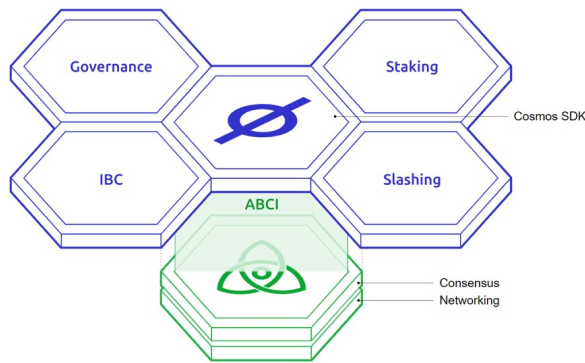 Governance
Staking
Cosmos SDK
IBC
Slashing
ABCI
Consensus
Networking